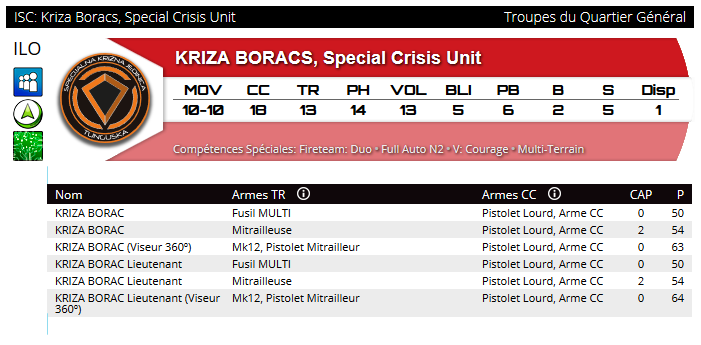 ISC: Kriza Boracs, Special Crisis Unit Troupes du Quartier Général
ILO
KRIZA BORACS, Special Crisis Unit
MOV CC TR PH VOL BLI PB B S Disp
10-10 18 13 14 13 5 6 2 5 1
SPECIJALNA KRIZNA JEDINICA
TUNGUSKA
Compétences Spéciales: Fireteam: Duo • Full Auto N2 • V: Courage • Multi-Terrain
Nom Armes TR Armes CC CAP P
KRIZA BORAC Fusil MULTI Pistolet Lourd, Arme CC 0 50
KRIZA BORAC Mitrailleuse Pistolet Lourd, Arme CC 2 54
KRIZA BORAC (Viseur 360º) Mk12, Pistolet Mitrailleur Pistolet Lourd, Arme CC 0 63
KRIZA BORAC Lieutenant Fusil MULTI Pistolet Lourd, Arme CC 0 50
KRIZA BORAC Lieutenant Mitrailleuse Pistolet Lourd, Arme CC 2 54
KRIZA BORAC Lieutenant (Viseur Mk12, Pistolet Mitrailleur Pistolet Lourd, Arme CC 0 64
360º)